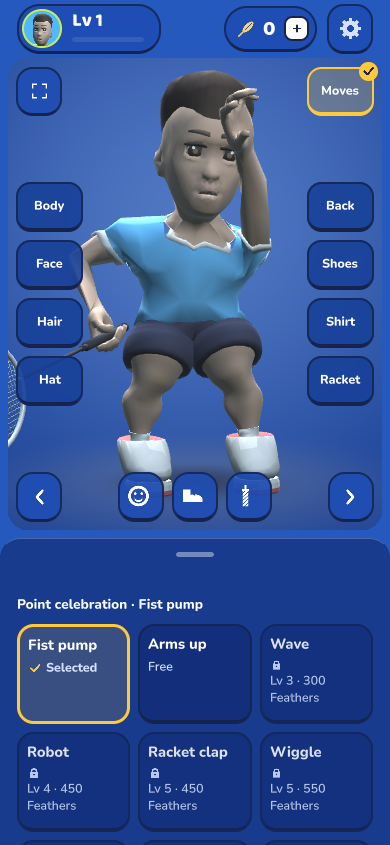 Lv 1
0
+
Moves
Body
Back
Face
Shoes
Hair
Shirt
Hat
Racket
Point celebration · Fist pump
Fist pump
Selected
Arms up
Free
Wave
Lv 3 · 300
Feathers
Robot
Lv 4 · 450
Feathers
Racket clap
Lv 5 · 450
Feathers
Wiggle
Lv 5 · 550
Feathers